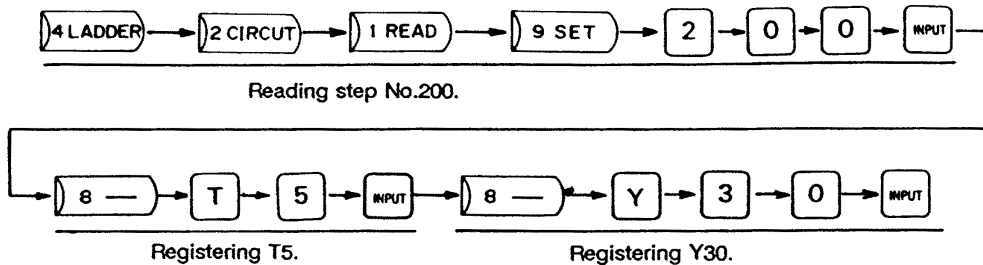 4 LADDER 2 CIRCUT 1 READ 9 SET 2 0 0 INPUT
Reading step No.200.
8 — T 5 INPUT 8 — Y 3 0 INPUT
Registering T5. Registering Y30.